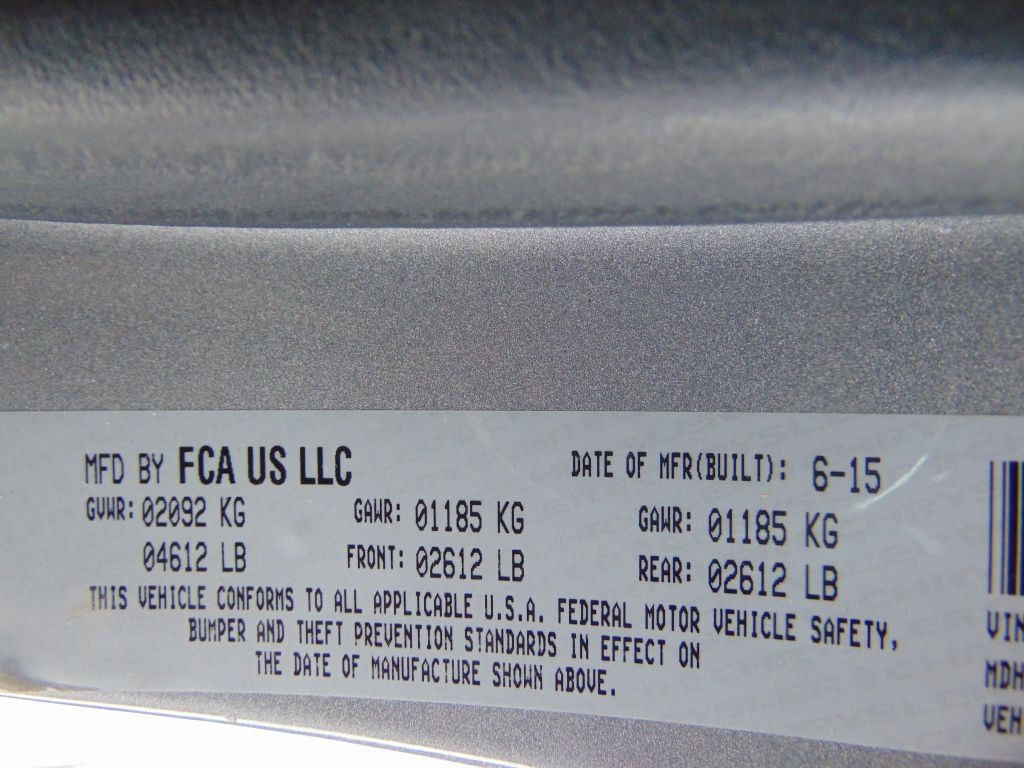 MFD BY FCA US LLC DATE OF MFR(BUILT): 6-15
GVWR: 02092 KG GAWR: 01185 KG GAWR: 01185 KG
04612 LB FRONT: 02612 LB REAR: 02612 LB
THIS VEHICLE CONFORMS TO ALL APPLICABLE U.S.A. FEDERAL MOTOR VEHICLE SAFETY,
BUMPER AND THEFT PREVENTION STANDARDS IN EFFECT ON
THE DATE OF MANUFACTURE SHOWN ABOVE.
VIN
MDH
VEH